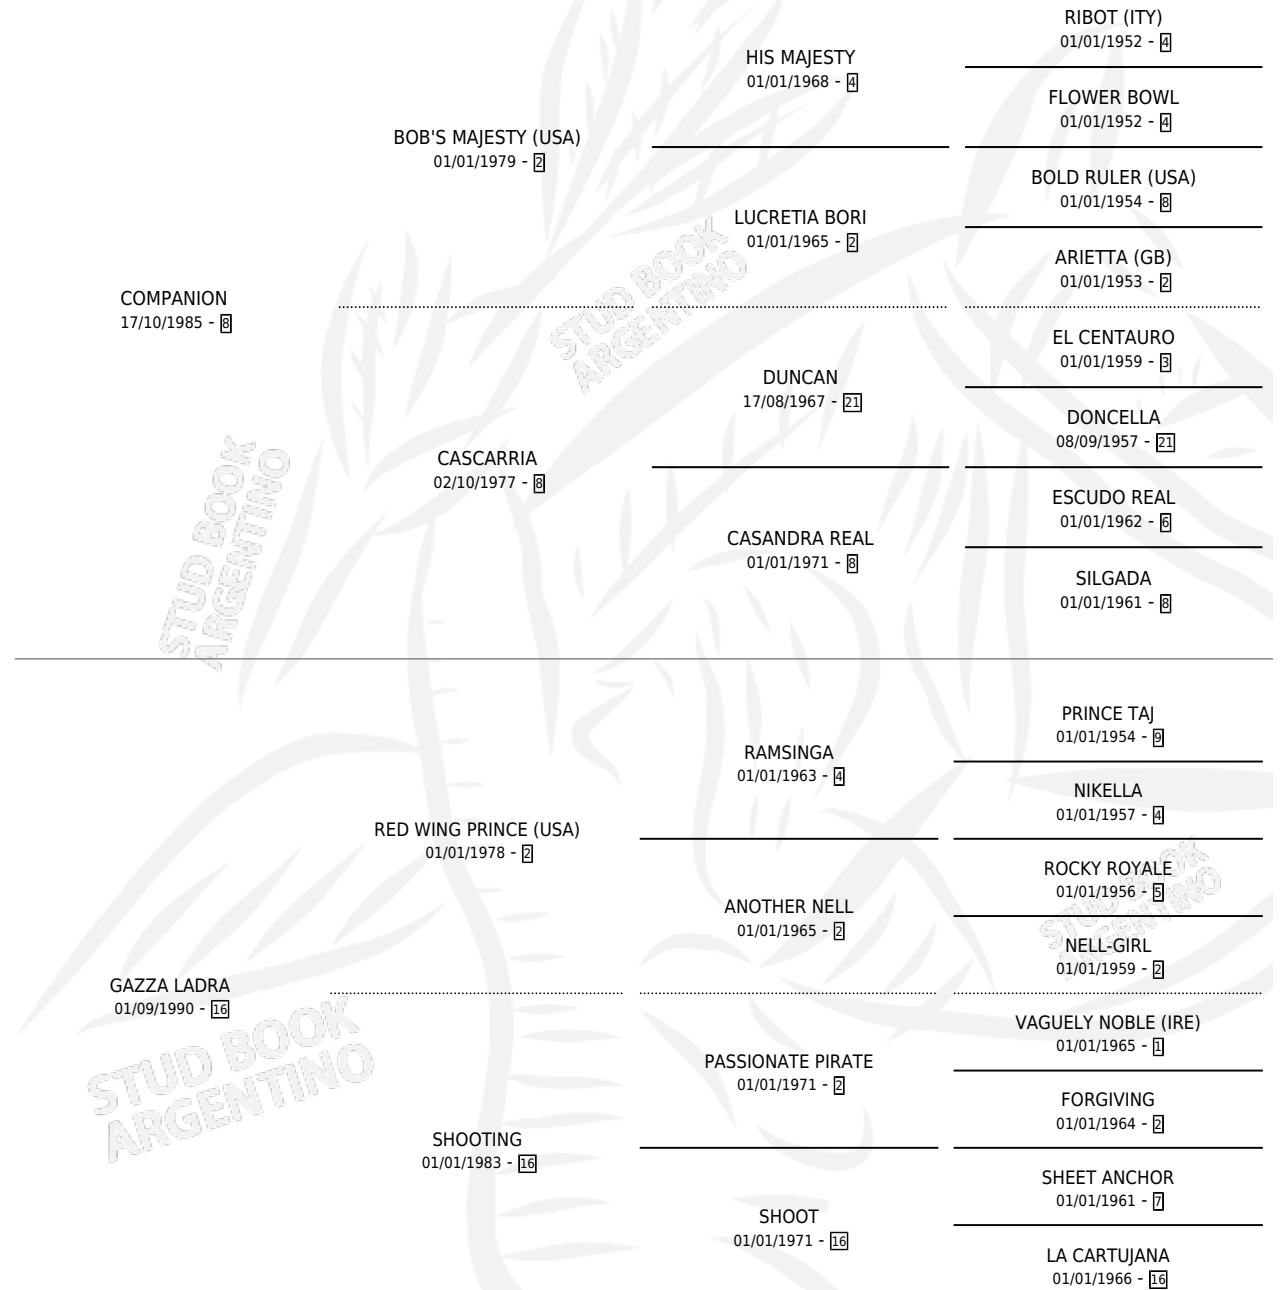 RIBOT (ITY)
01/01/1952 - 4
HIS MAJESTY
01/01/1968 - 4
FLOWER BOWL
01/01/1952 - 4
BOB'S MAJESTY (USA)
01/01/1979 - 2
BOLD RULER (USA)
01/01/1954 - 8
LUCRETIA BORI
01/01/1965 - 2
ARIETTA (GB)
01/01/1953 - 2
COMPANION
17/10/1985 - 8
EL CENTAURO
01/01/1959 - 3
DUNCAN
17/08/1967 - 21
DONCELLA
08/09/1957 - 21
CASCARRIA
02/10/1977 - 8
ESCUDO REAL
01/01/1962 - 6
CASANDRA REAL
01/01/1971 - 8
SILGADA
01/01/1961 - 8
PRINCE TAJ
01/01/1954 - 9
RAMSINGA
01/01/1963 - 4
NIKELLA
01/01/1957 - 4
RED WING PRINCE (USA)
01/01/1978 - 2
ROCKY ROYALE
01/01/1956 - 5
ANOTHER NELL
01/01/1965 - 2
NELL-GIRL
01/01/1959 - 2
GAZZA LADRA
01/09/1990 - 16
VAGUELY NOBLE (IRE)
01/01/1965 - 1
PASSIONATE PIRATE
01/01/1971 - 2
FORGIVING
01/01/1964 - 2
SHOOTING
01/01/1983 - 16
SHEET ANCHOR
01/01/1961 - 7
SHOOT
01/01/1971 - 16
LA CARTUJANA
01/01/1966 - 16
STUD BOOK
ARGENTINO
STUD BOOK
ARGENTINO
STUD BOOK
ARGENTINO
STUD BOOK
ARGENTINO